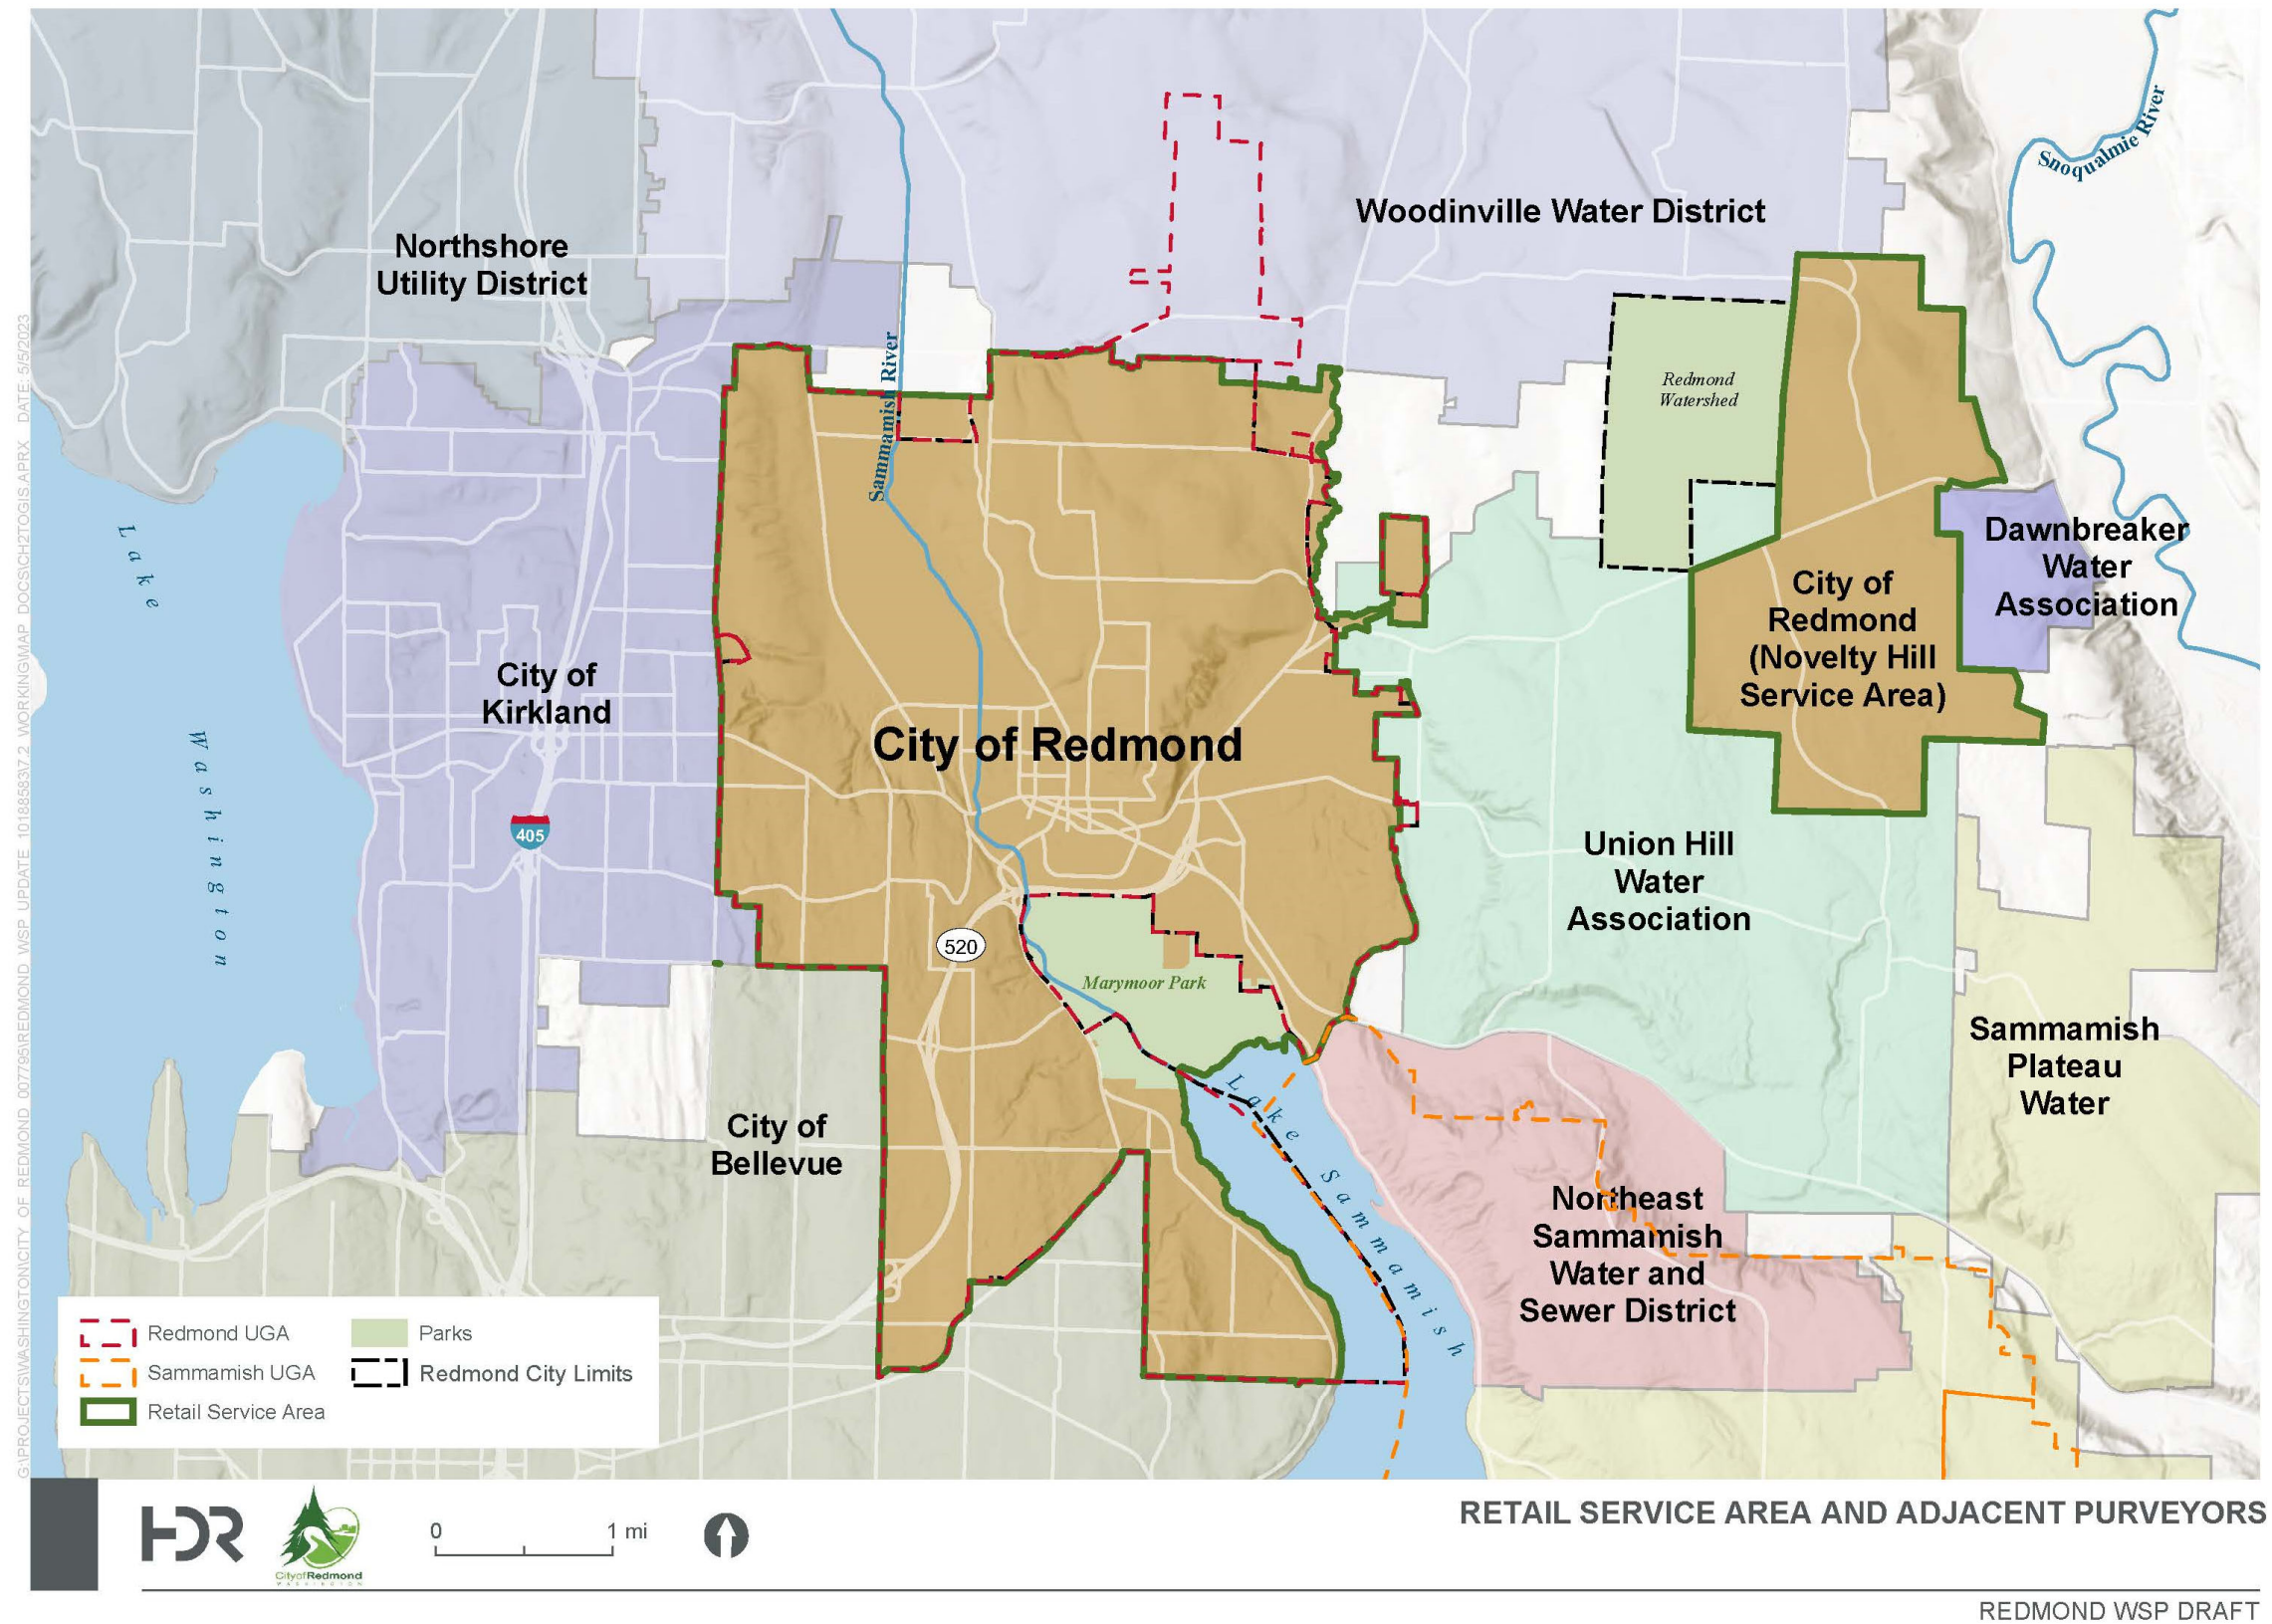 Snoqualmie River
Woodinville Water District
Northshore
Utility District
Sammamish River
Redmond
Watershed
Dawnbreaker
Water
Association
City of
Redmond
(Novelty Hill
Service Area)
Lake Washington
City of
Kirkland
City of Redmond
405
Union Hill
Water
Association
520
Marymoor Park
Sammamish
Plateau
Water
City of
Bellevue
Lake Sammamish
Northeast
Sammamish
Water and
Sewer District
Redmond UGA
Sammamish UGA
Retail Service Area
Parks
Redmond City Limits
HDR
CityofRedmond
WASHINGTON
0 1 mi
RETAIL SERVICE AREA AND ADJACENT PURVEYORS
REDMOND WSP DRAFT